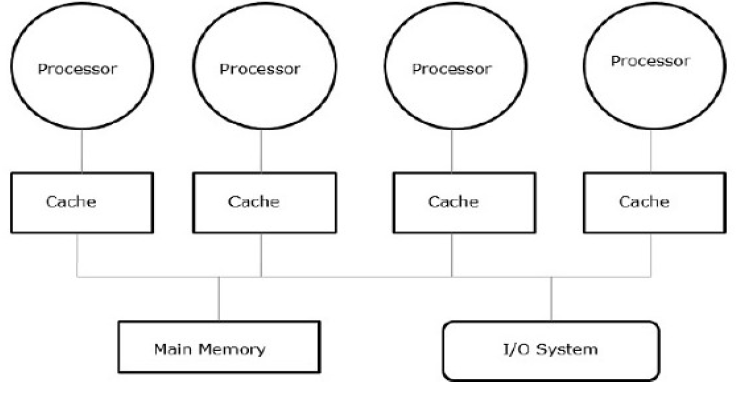 Processor
Processor
Processor
Processor
Cache
Cache
Cache
Cache
Main Memory
I/O System